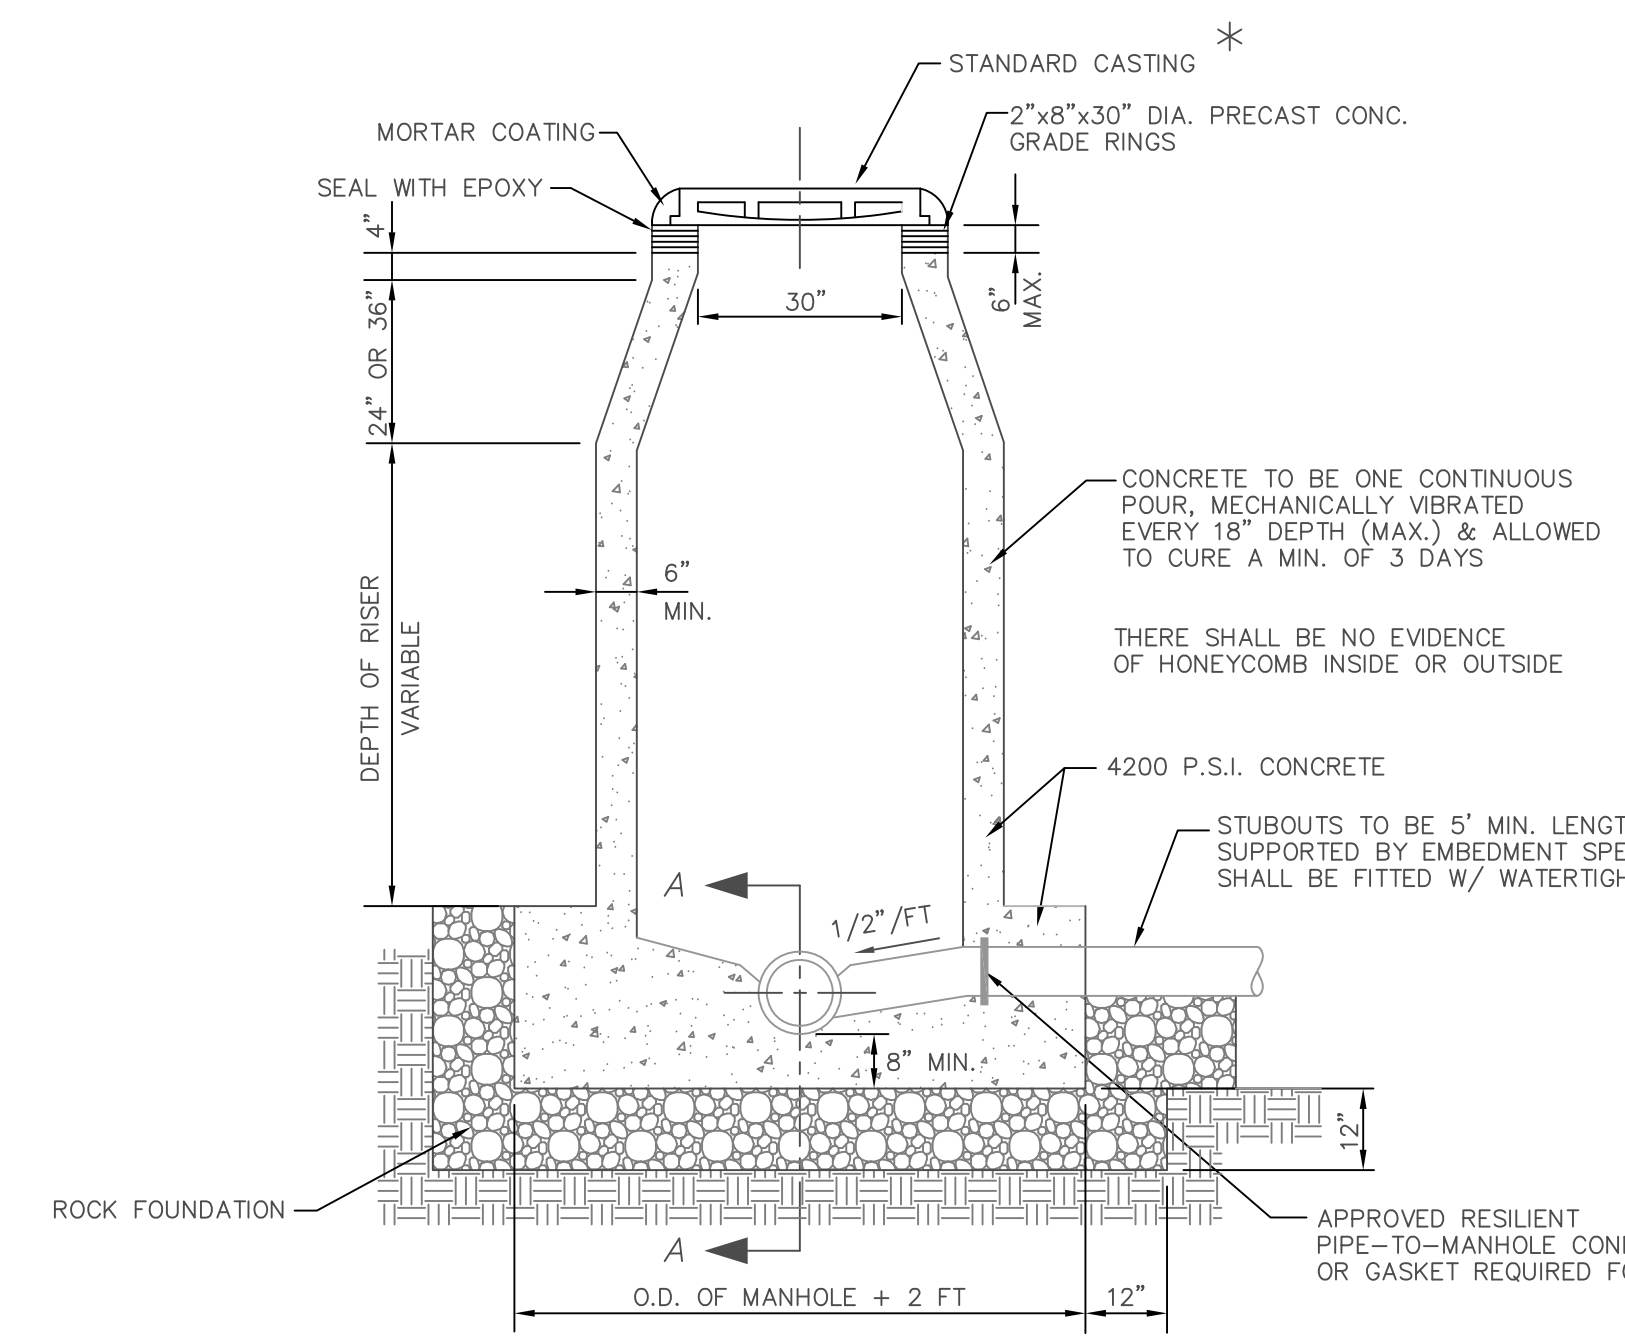 STANDARD CASTING *
2"x8"x30" DIA. PRECAST CONC.
GRADE RINGS
MORTAR COATING
SEAL WITH EPOXY
4"
24" OR 36"
30"
6"
MAX.
CONCRETE TO BE ONE CONTINUOUS
POUR, MECHANICALLY VIBRATED
EVERY 18" DEPTH (MAX.) & ALLOWED
TO CURE A MIN. OF 3 DAYS
6"
MIN.
DEPTH OF RISER
VARIABLE
THERE SHALL BE NO EVIDENCE
OF HONEYCOMB INSIDE OR OUTSIDE
4200 P.S.I. CONCRETE
STUBOUTS TO BE 5' MIN.
SUPPORTED BY EMBEDMENT
SHALL BE FITTED W/
A
1/2"/FT
8" MIN.
12"
ROCK FOUNDATION
A
APPROVED RESILIENT
PIPE-TO-MANHOLE
OR GASKET REQUIRED
O.D. OF MANHOLE + 2 FT
12"